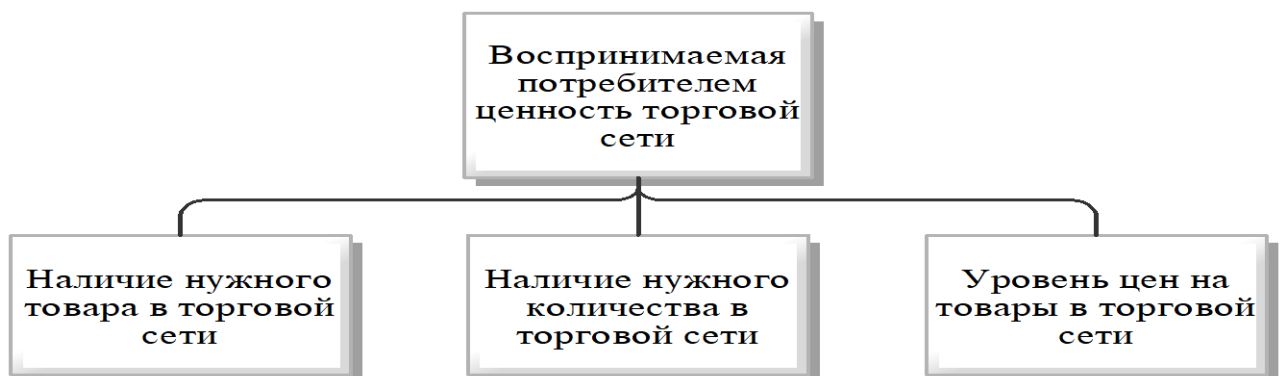 Воспринимаемая
потребителем
ценность торговой
сети
Наличие нужного
товара в торговой
сети
Наличие нужного
количества в
торговой сети
Уровень цен на
товары в торговой
сети